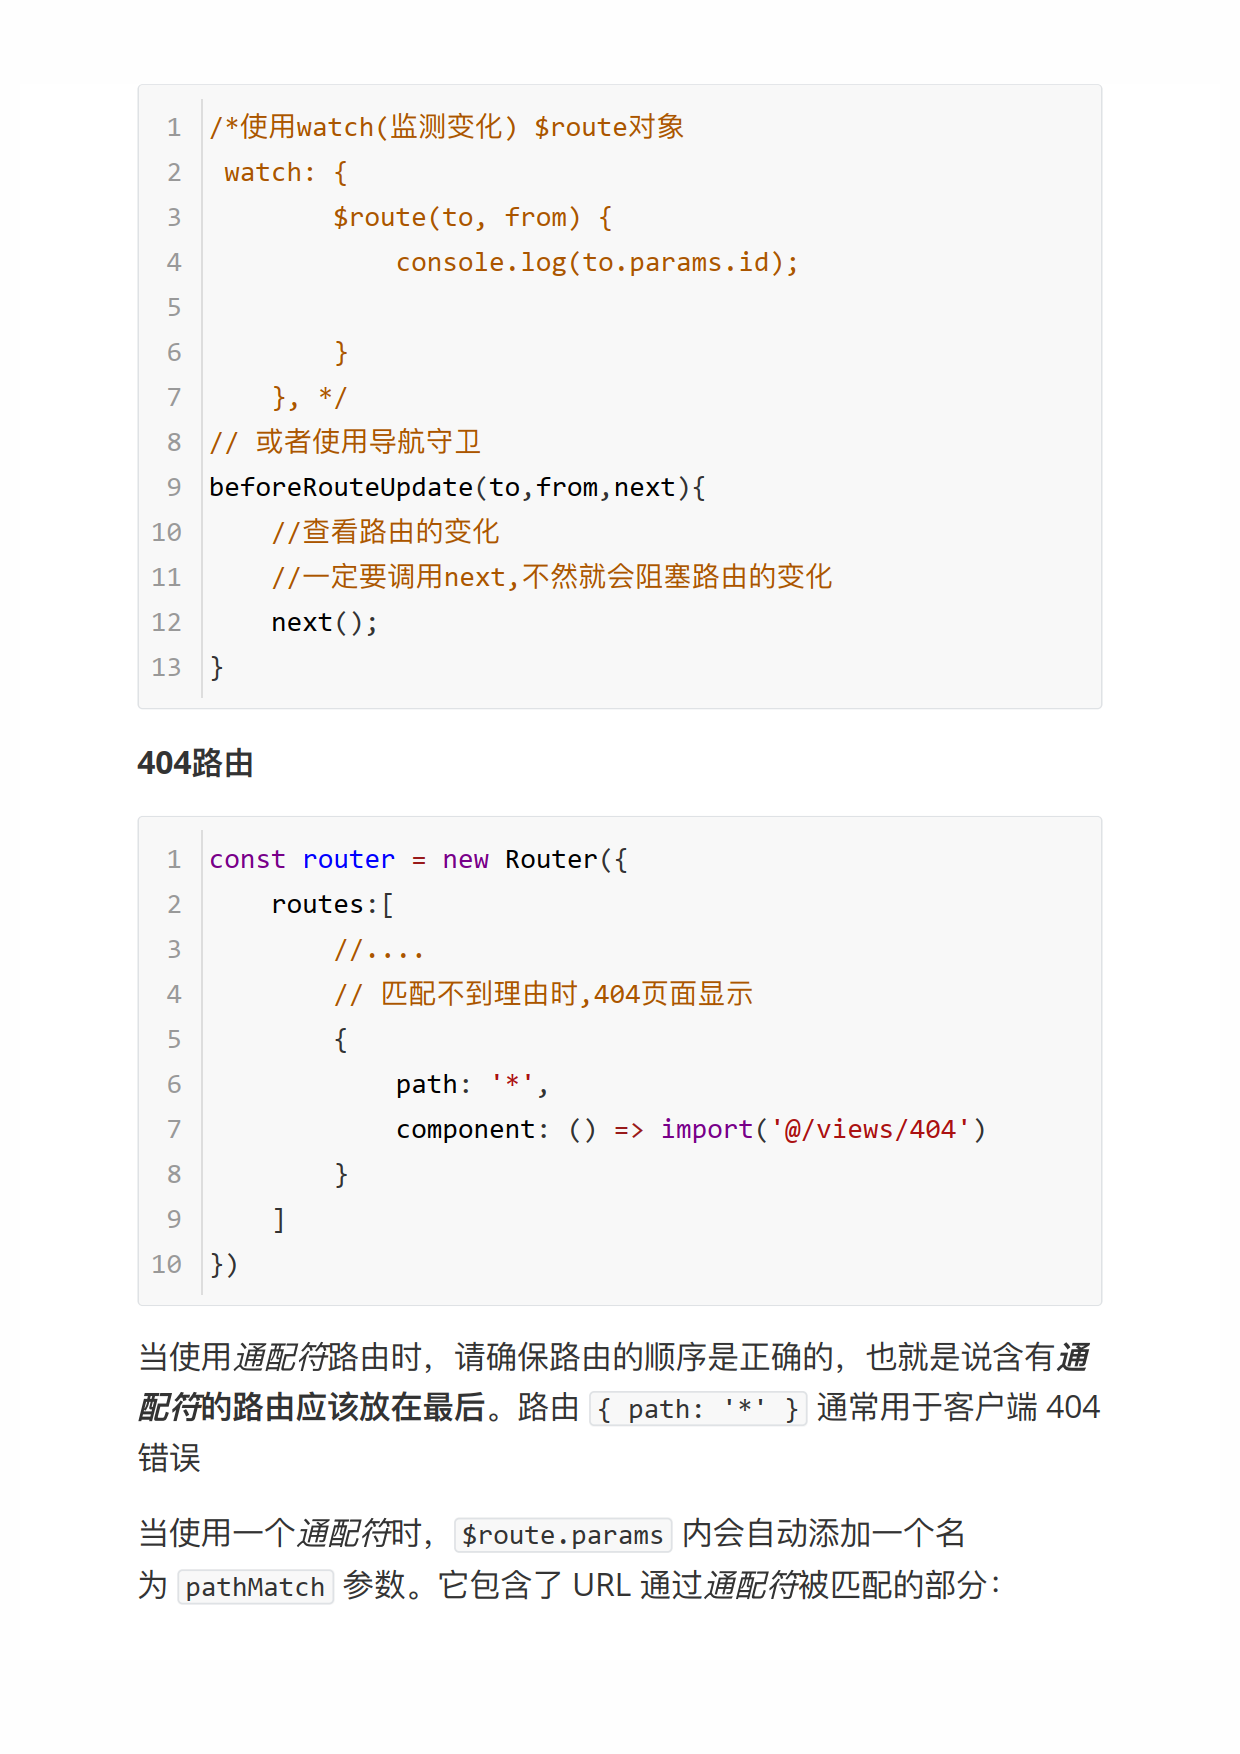 1 /*使用watch(监测变化) $route对象
2  watch: {
3         $route(to, from) {
4             console.log(to.params.id);
5
6         }
7     }, */
8 // 或者使用导航守卫
9 beforeRouteUpdate(to,from,next){
10     //查看路由的变化
11     //一定要调用next,不然就会阻塞路由的变化
12     next();
13 }
404路由
1 const router = new Router({
2     routes:[
3         //....
4         // 匹配不到理由时,404页面显示
5         {
6             path: '*',
7             component: () => import('@/views/404')
8         }
9     ]
10 })
当使用通配符路由时，请确保路由的顺序是正确的，也就是说含有通
配符的路由应该放在最后。路由 { path: '*' } 通常用于客户端 404
错误
当使用一个通配符时， $route.params 内会自动添加一个名
为 pathMatch 参数。它包含了 URL 通过通配符被匹配的部分：